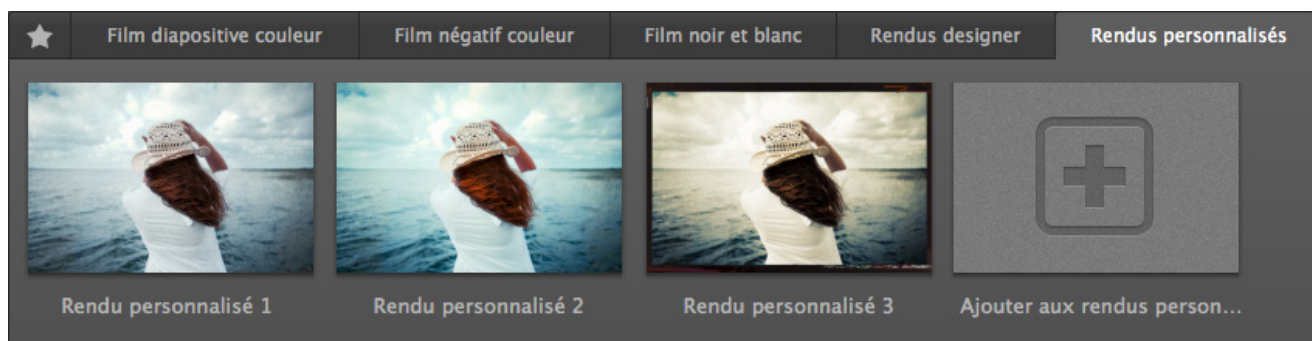 Film diapositive couleur
Film négatif couleur
Film noir et blanc
Rendus designer
Rendus personnalisés
Rendu personnalisé 1
Rendu personnalisé 2
Rendu personnalisé 3
Ajouter aux rendus person...